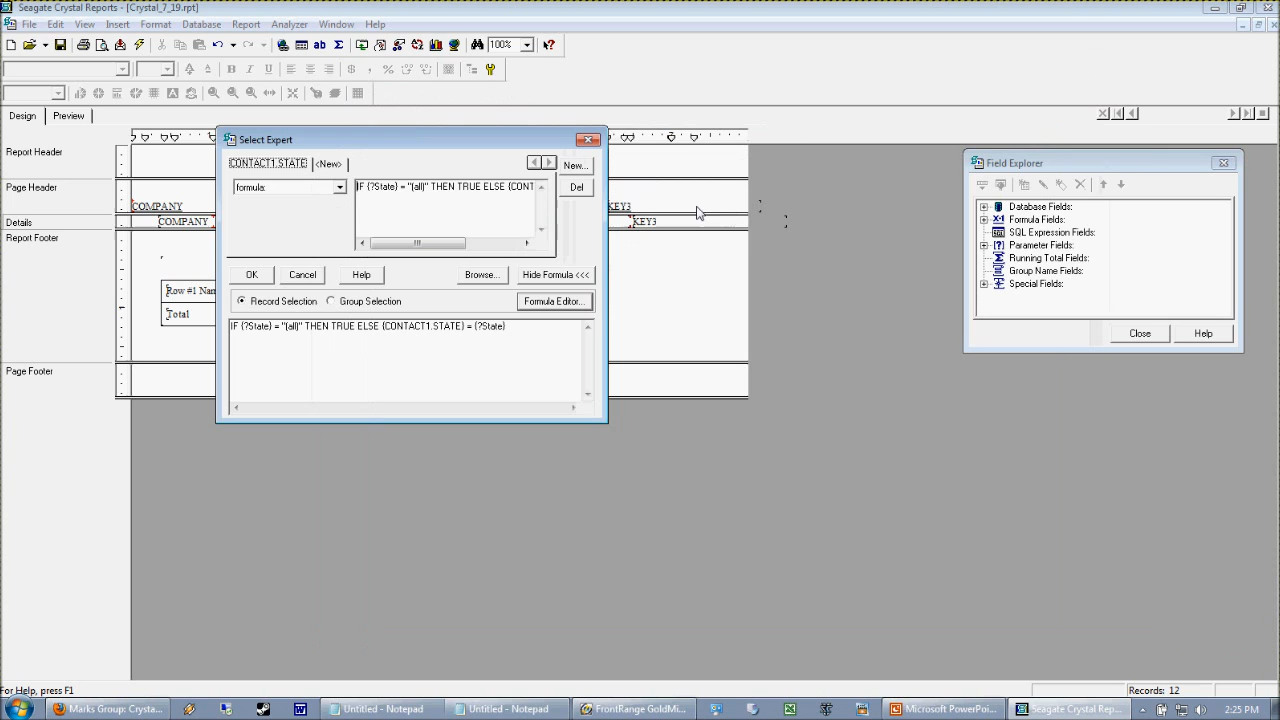 Seagate Crystal Reports - [Crystal_7_19.rpt]
File Edit View Insert Format Database Report Analyzer Window Help
ab Σ 100%
B I U $ , %
Design Preview
Report Header
Page Header
COMPANY KEY3
Details COMPANY KEY3
Report Footer
Row #1 Nam
Total
Page Footer
Select Expert
CONTACT1.STATE <New>
New...
formula: IF {?State} = "(all)" THEN TRUE ELSE {CONT
Del
OK Cancel Help Browse... Hide Formula <<<
Record Selection Group Selection Formula Editor...
IF {?State} = "(all)" THEN TRUE ELSE {CONTACT1.STATE} = {?State}
Field Explorer
Database Fields:
Formula Fields:
SQL Expression Fields:
Parameter Fields:
Running Total Fields:
Group Name Fields:
Special Fields:
Close Help
For Help, press F1 Records: 12
Marks Group: Crysta... Untitled - Notepad Untitled - Notepad FrontRange GoldMi... Microsoft PowerPoi... Seagate Crystal Rep... 2:25 PM